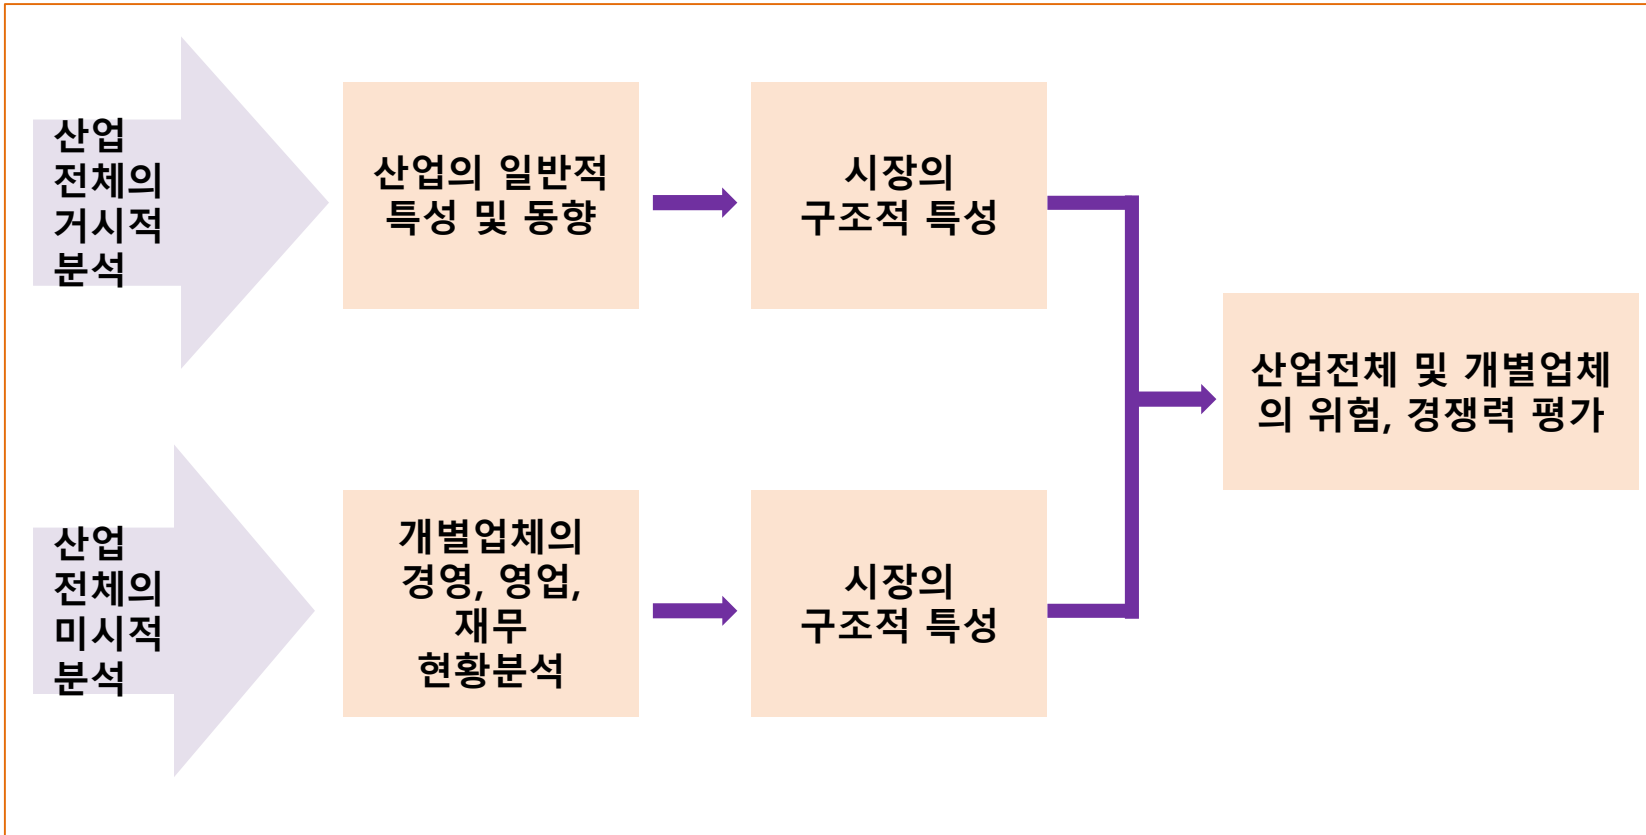 산업
전체의
거시적
분석
산업의 일반적
특성 및 동향
시장의
구조적 특성
산업전체 및 개별업체
의 위험, 경쟁력 평가
산업
전체의
미시적
분석
개별업체의
경영, 영업,
재무
현황분석
시장의
구조적 특성